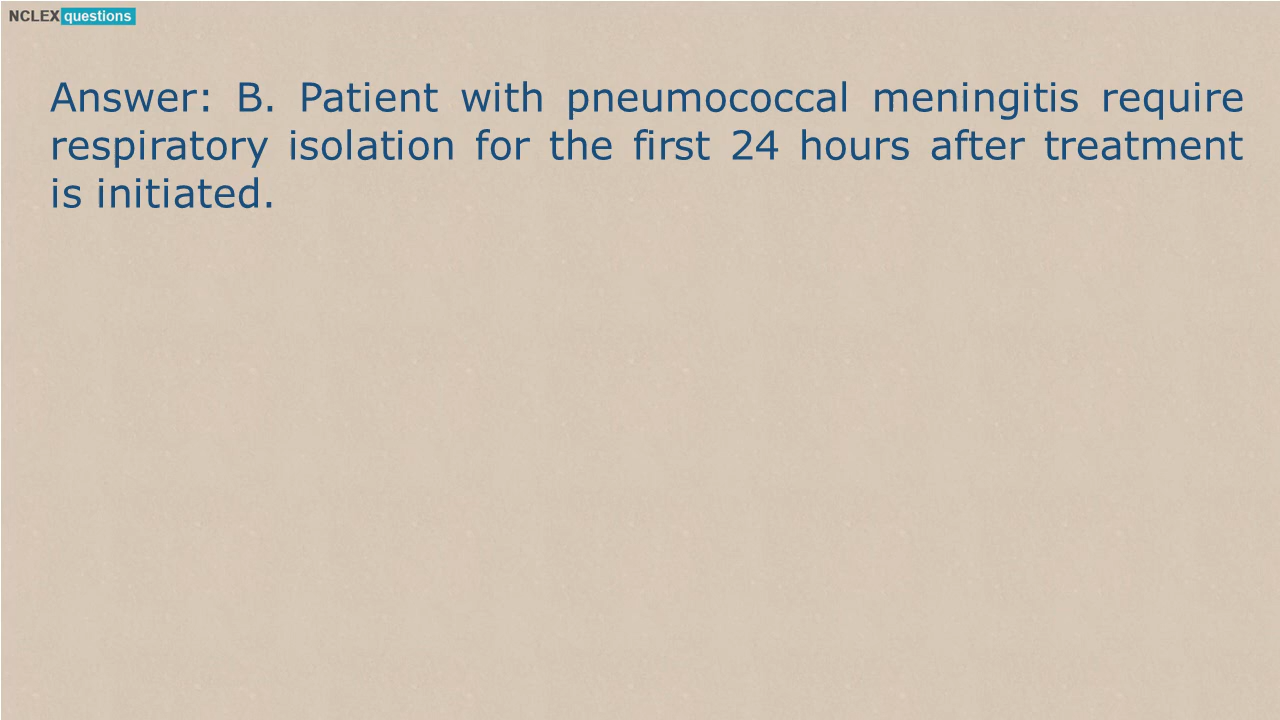 NCLEX questions
Answer: B. Patient with pneumococcal meningitis require
respiratory isolation for the first 24 hours after treatment
is initiated.